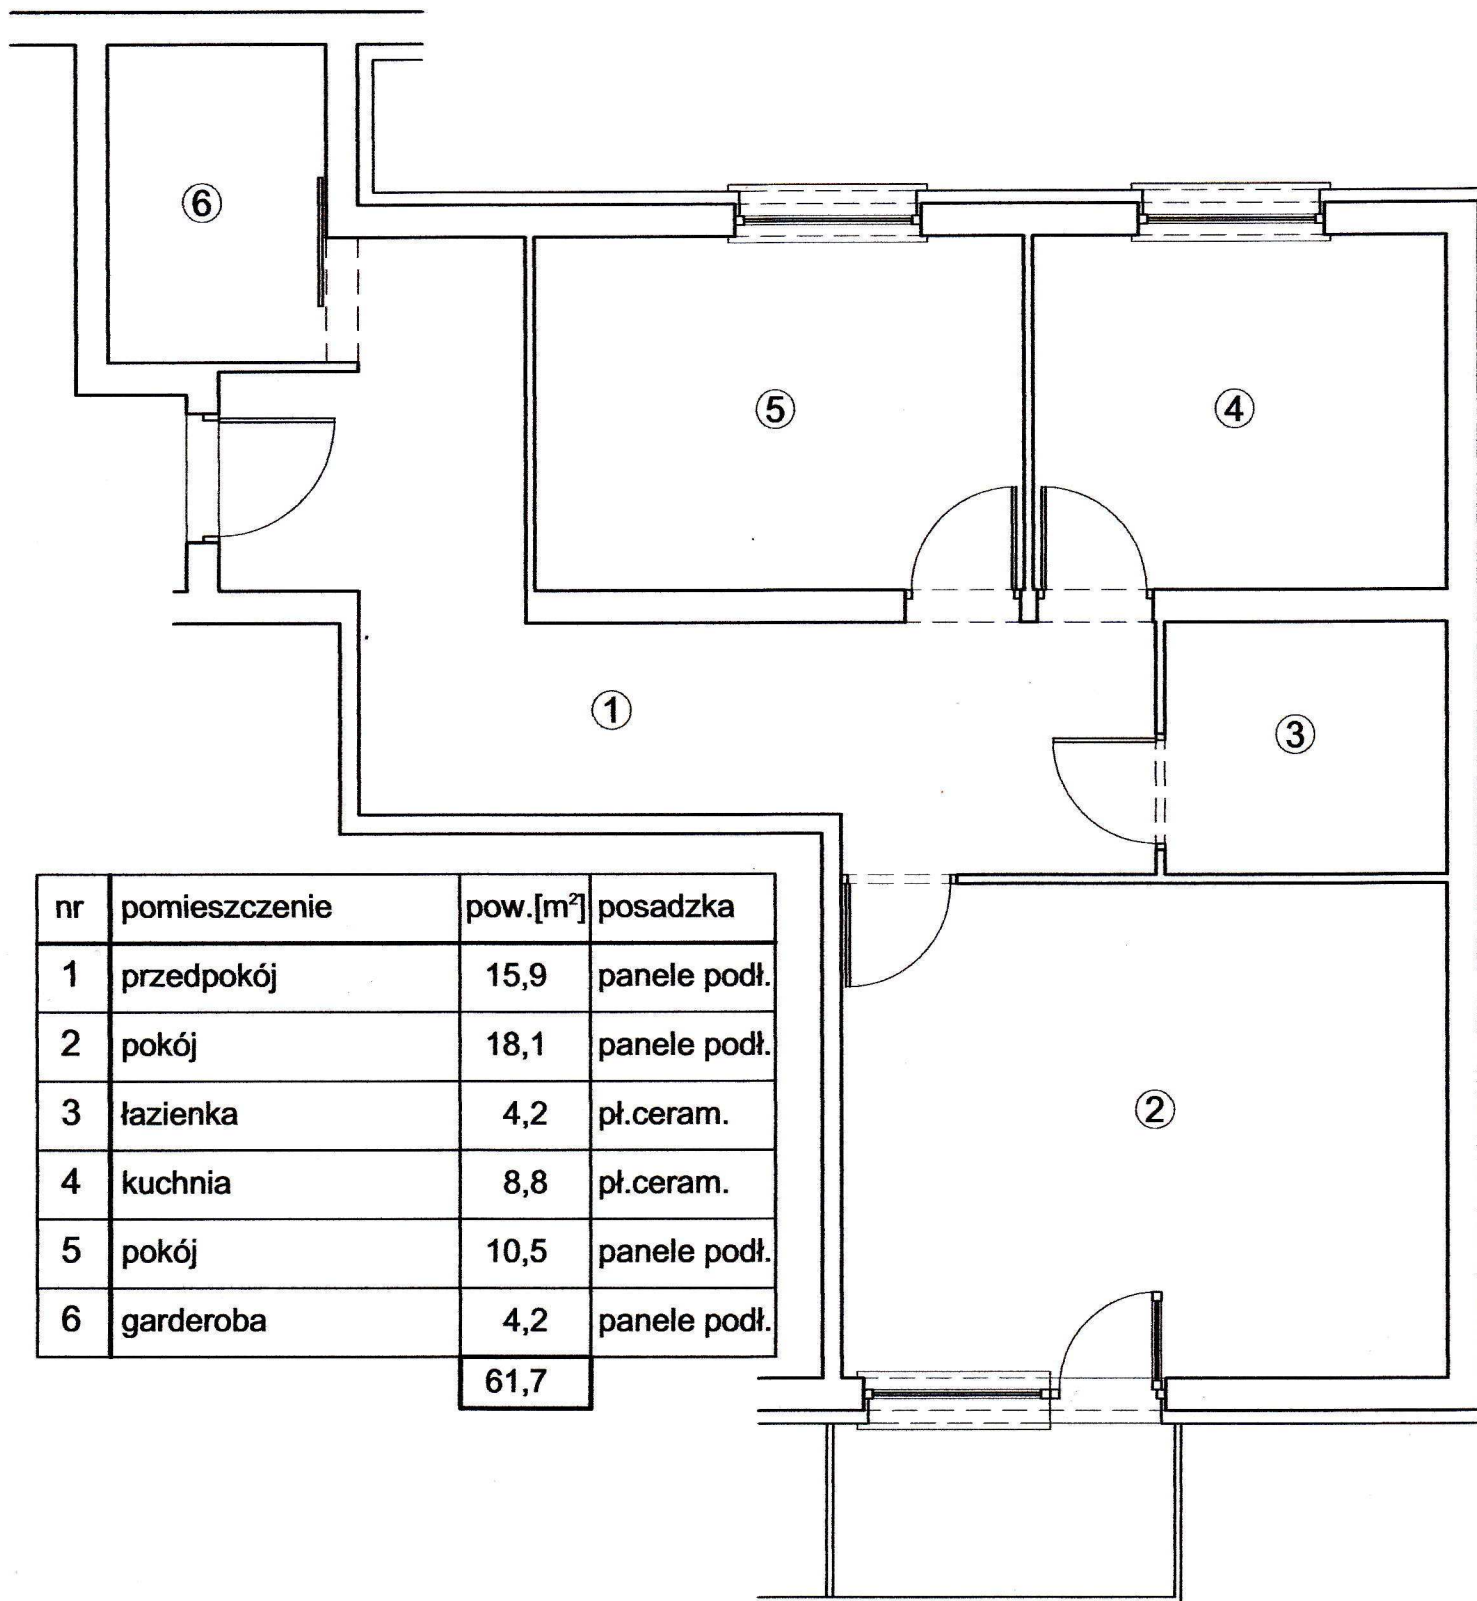 6
5
4
1
3
nr pomieszczenie pow.[m²] posadzka
1 przedpokój 15,9 panele podł.
2 pokój 18,1 panele podł.
3 łazienka 4,2 pł.ceram.
4 kuchnia 8,8 pł.ceram.
5 pokój 10,5 panele podł.
6 garderoba 4,2 panele podł.
61,7
2